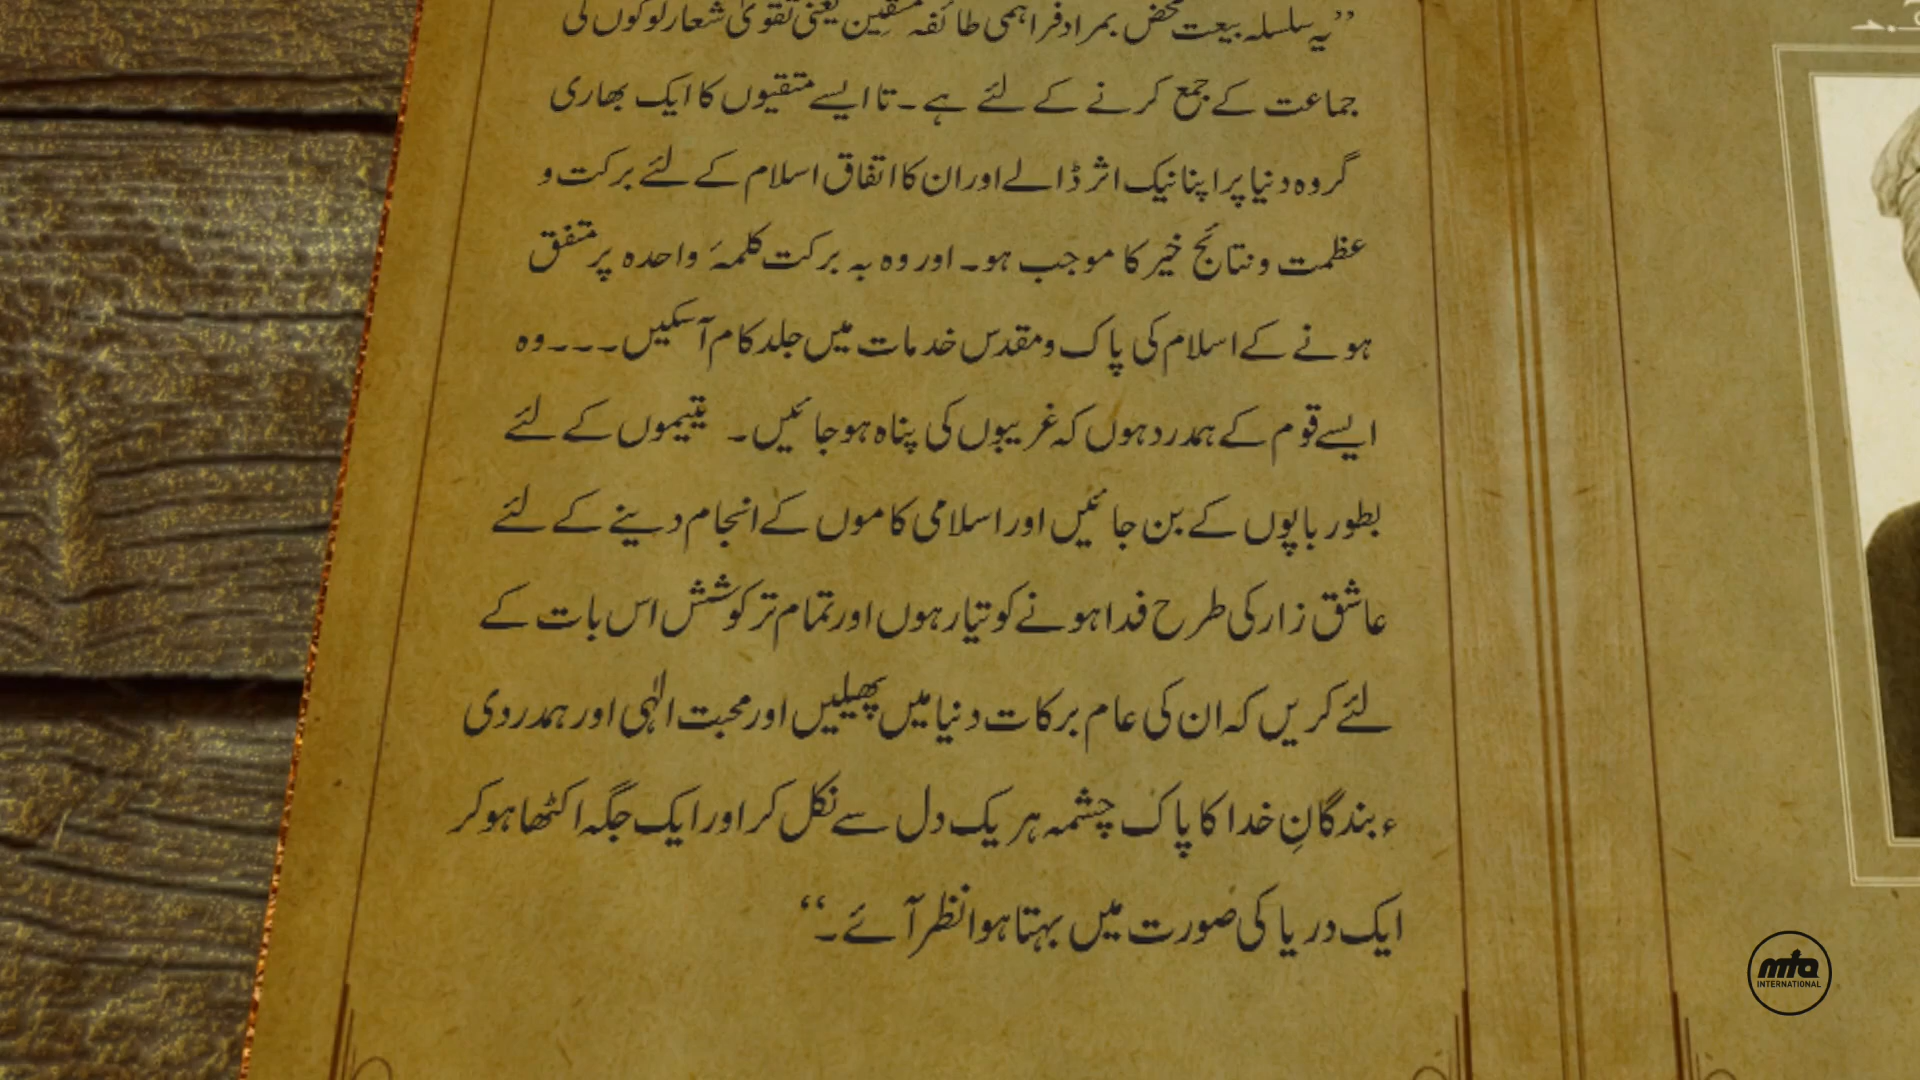 ”یہ سلسلہ بیعت محض بمراد فراہمی طائفہ متقین یعنی تقویٰ شعار لوگوں کی
جماعت کے جمع کرنے کے لئے ہے۔ تا ایسے متقیوں کا ایک بھاری
گروہ دنیا پر اپنا نیک اثر ڈالے اور ان کا اتفاق اسلام کے لئے برکت و
عظمت و نتائج خیر کا موجب ہو۔ اور وہ بہ برکت کلمۂ واحدہ پر متفق
ہونے کے اسلام کی پاک و مقدس خدمات میں جلد کام آسکیں۔۔۔۔وہ
ایسے قوم کے ہمدرد ہوں کہ غریبوں کی پناہ ہو جائیں۔ یتیموں کے لئے
بطور باپوں کے بن جائیں اور اسلامی کاموں کے انجام دینے کے لئے
عاشق زار کی طرح فدا ہونے کو تیار ہوں اور تمام تر کوشش اس بات کے
لئے کریں کہ ان کی عام برکات دنیا میں پھیلیں اور محبت الٰہی اور ہمدردی
ء بندگانِ خدا کا پاک چشمہ ہر یک دل سے نکل کر اور ایک جگہ اکٹھا ہو کر
ایک دریا کی صورت میں بہتا ہوا نظر آئے۔“
mta
INTERNATIONAL